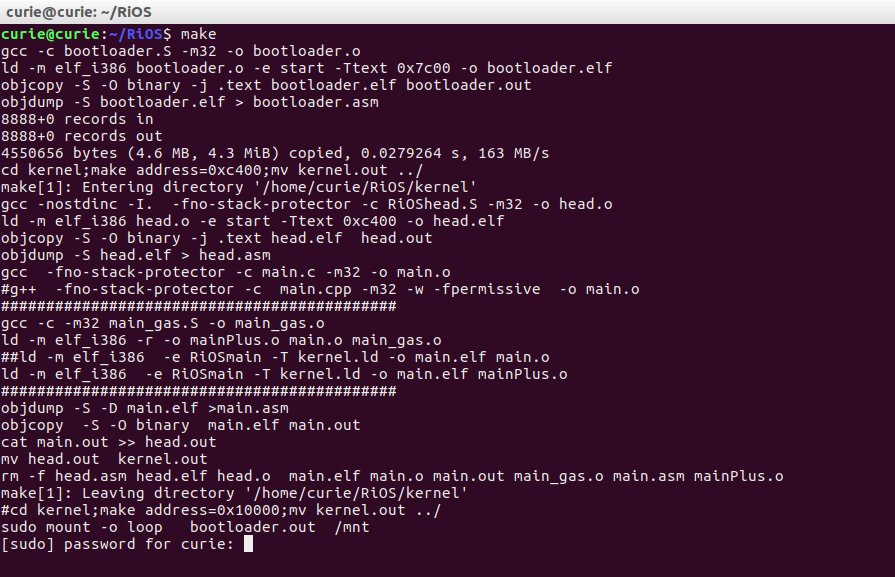 curie@curie: ~/RiOS
curie@curie:~/RiOS$ make
gcc -c bootloader.S -m32 -o bootloader.o
ld -m elf_i386 bootloader.o -e start -Ttext 0x7c00 -o bootloader.elf
objcopy -S -O binary -j .text bootloader.elf bootloader.out
objdump -S bootloader.elf > bootloader.asm
8888+0 records in
8888+0 records out
4550656 bytes (4.6 MB, 4.3 MiB) copied, 0.0279264 s, 163 MB/s
cd kernel;make address=0xc400;mv kernel.out ../
make[1]: Entering directory '/home/curie/RiOS/kernel'
gcc -nostdinc -I.  -fno-stack-protector -c RiOShead.S -m32 -o head.o
ld -m elf_i386 head.o -e start -Ttext 0xc400 -o head.elf
objcopy -S -O binary -j .text head.elf  head.out
objdump -S head.elf > head.asm
gcc  -fno-stack-protector -c main.c -m32 -o main.o
#g++  -fno-stack-protector -c  main.cpp -m32 -w -fpermissive  -o main.o
############################################
gcc -c -m32 main_gas.S -o main_gas.o
ld -m elf_i386 -r -o mainPlus.o main.o main_gas.o
##ld -m elf_i386  -e RiOSmain -T kernel.ld -o main.elf main.o
ld -m elf_i386  -e RiOSmain -T kernel.ld -o main.elf mainPlus.o
############################################
objdump -S -D main.elf >main.asm
objcopy  -S -O binary  main.elf main.out
cat main.out >> head.out
mv head.out  kernel.out
rm -f head.asm head.elf head.o  main.elf main.o main.out main_gas.o main.asm mainPlus.o
make[1]: Leaving directory '/home/curie/RiOS/kernel'
#cd kernel;make address=0x10000;mv kernel.out ../
sudo mount -o loop   bootloader.out  /mnt
[sudo] password for curie: